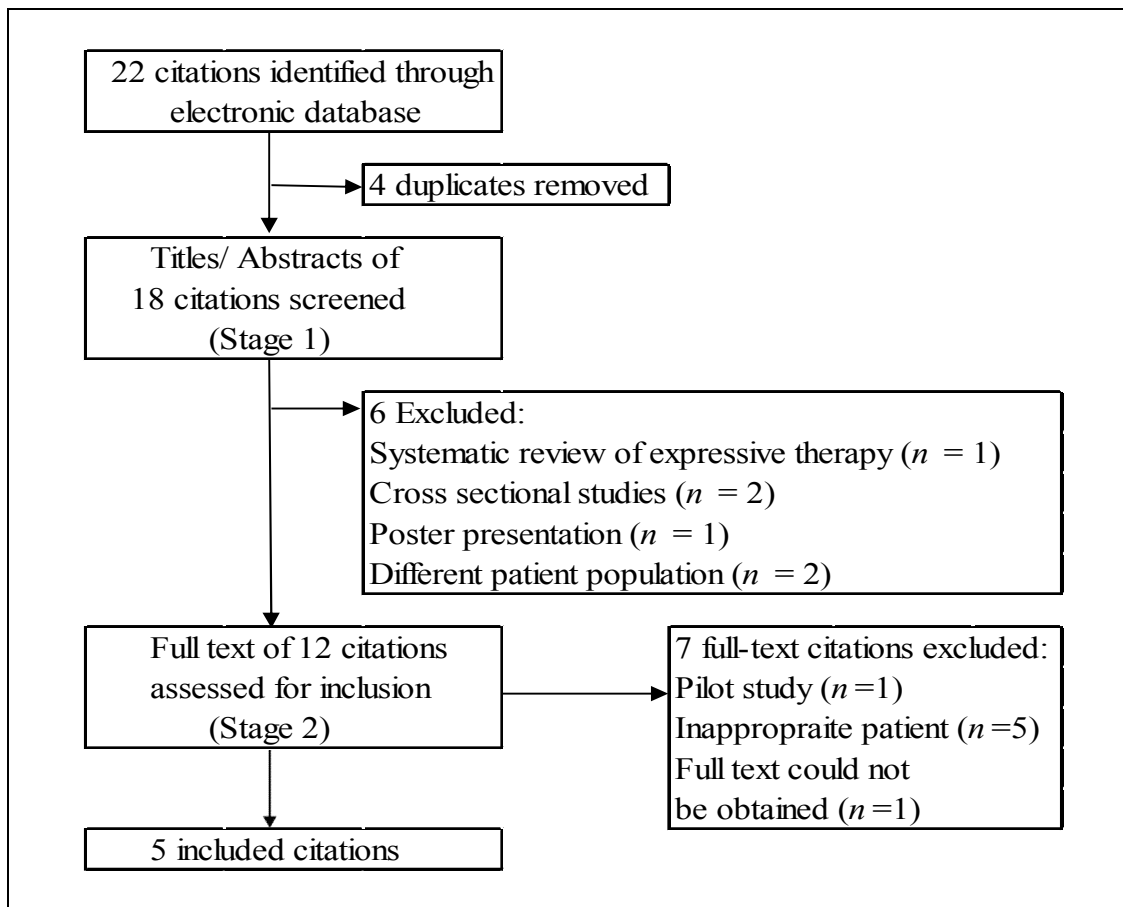 22 citations identified through
electronic database
4 duplicates removed
Titles/ Abstracts of
18 citations screened
(Stage 1)
6 Excluded:
Systematic review of expressive therapy (n = 1)
Cross sectional studies (n = 2)
Poster presentation (n = 1)
Different patient population (n = 2)
Full text of 12 citations
assessed for inclusion
(Stage 2)
7 full-text citations excluded:
Pilot study (n =1)
Inappropraite patient (n =5)
Full text could not
be obtained (n =1)
5 included citations